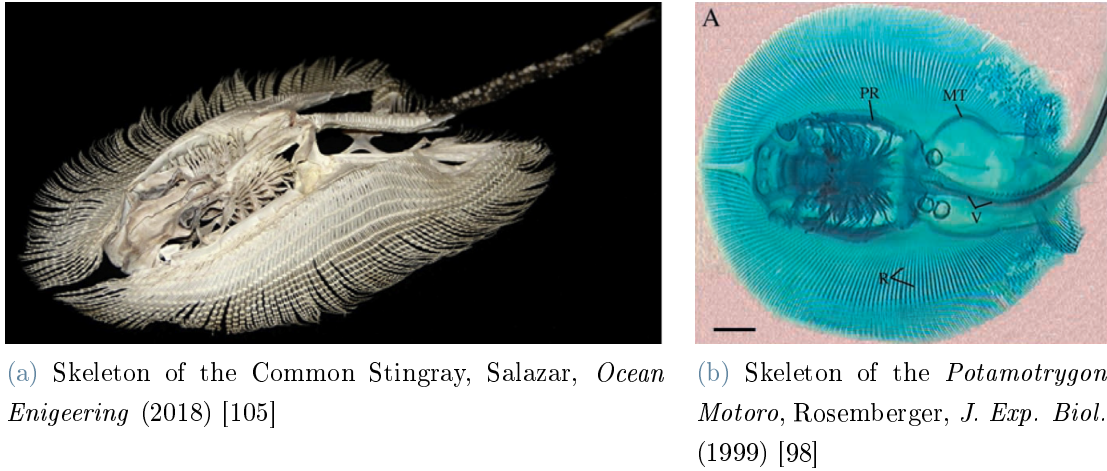 A
PR
MT
V
R
(a) Skeleton of the Common Stingray, Salazar, Ocean
Enigeering (2018) [105]
(b) Skeleton of the Potamotrygon
Motoro, Rosemberger, J. Exp. Biol.
(1999) [98]